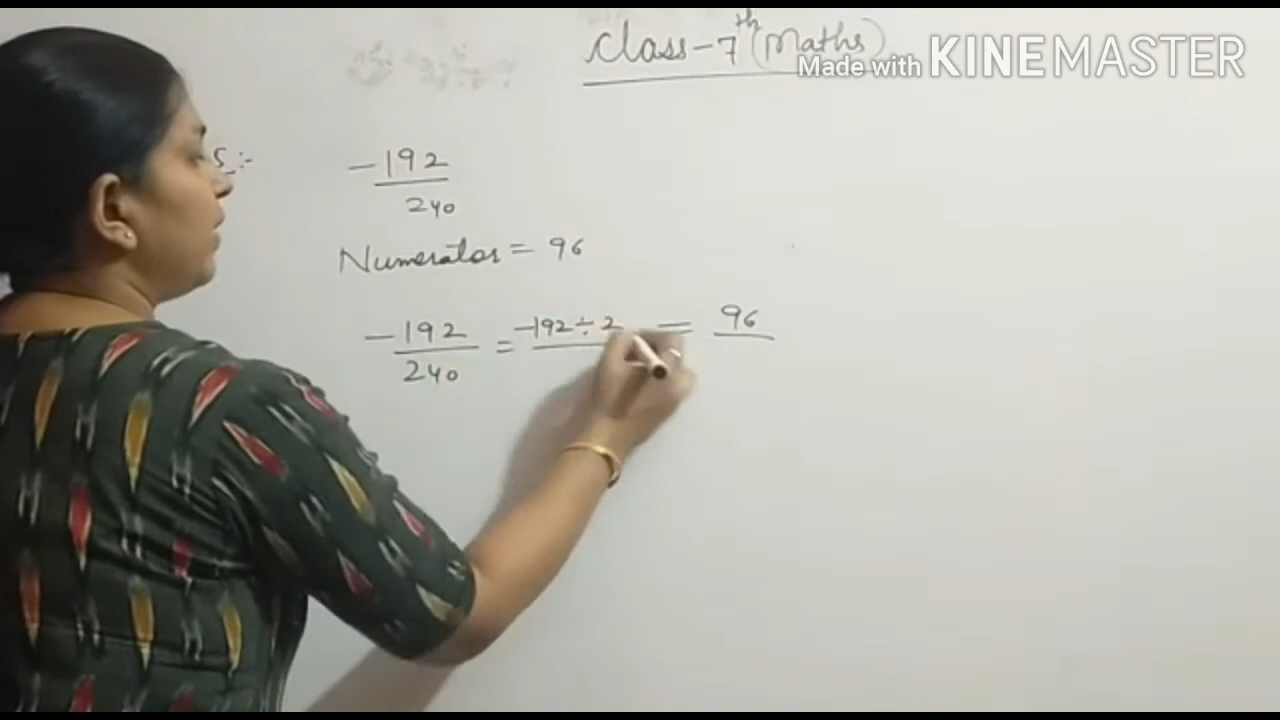 Class-7th (Maths)
Made with KINEMASTER
S:-
-192
240
Numerator = 96
-192 = -192÷2 = 96
240